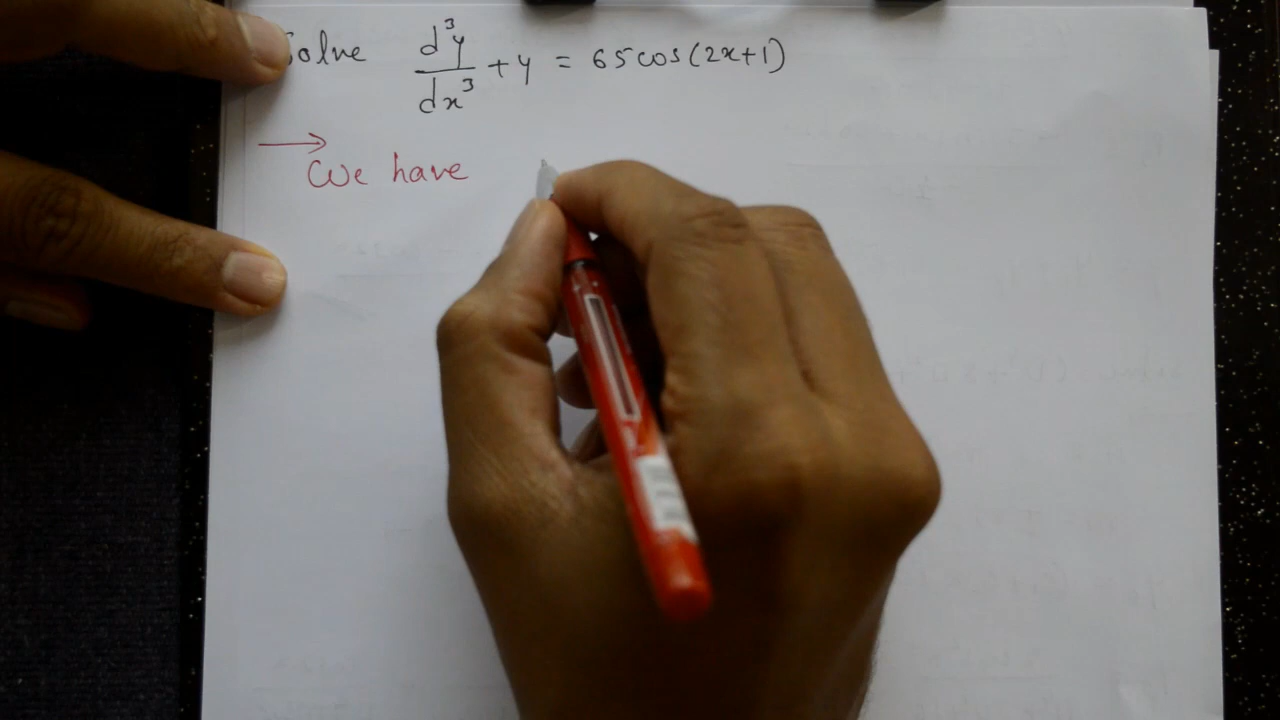 Solve d³y/dx³ + y = 65cos(2x+1)
→ We have